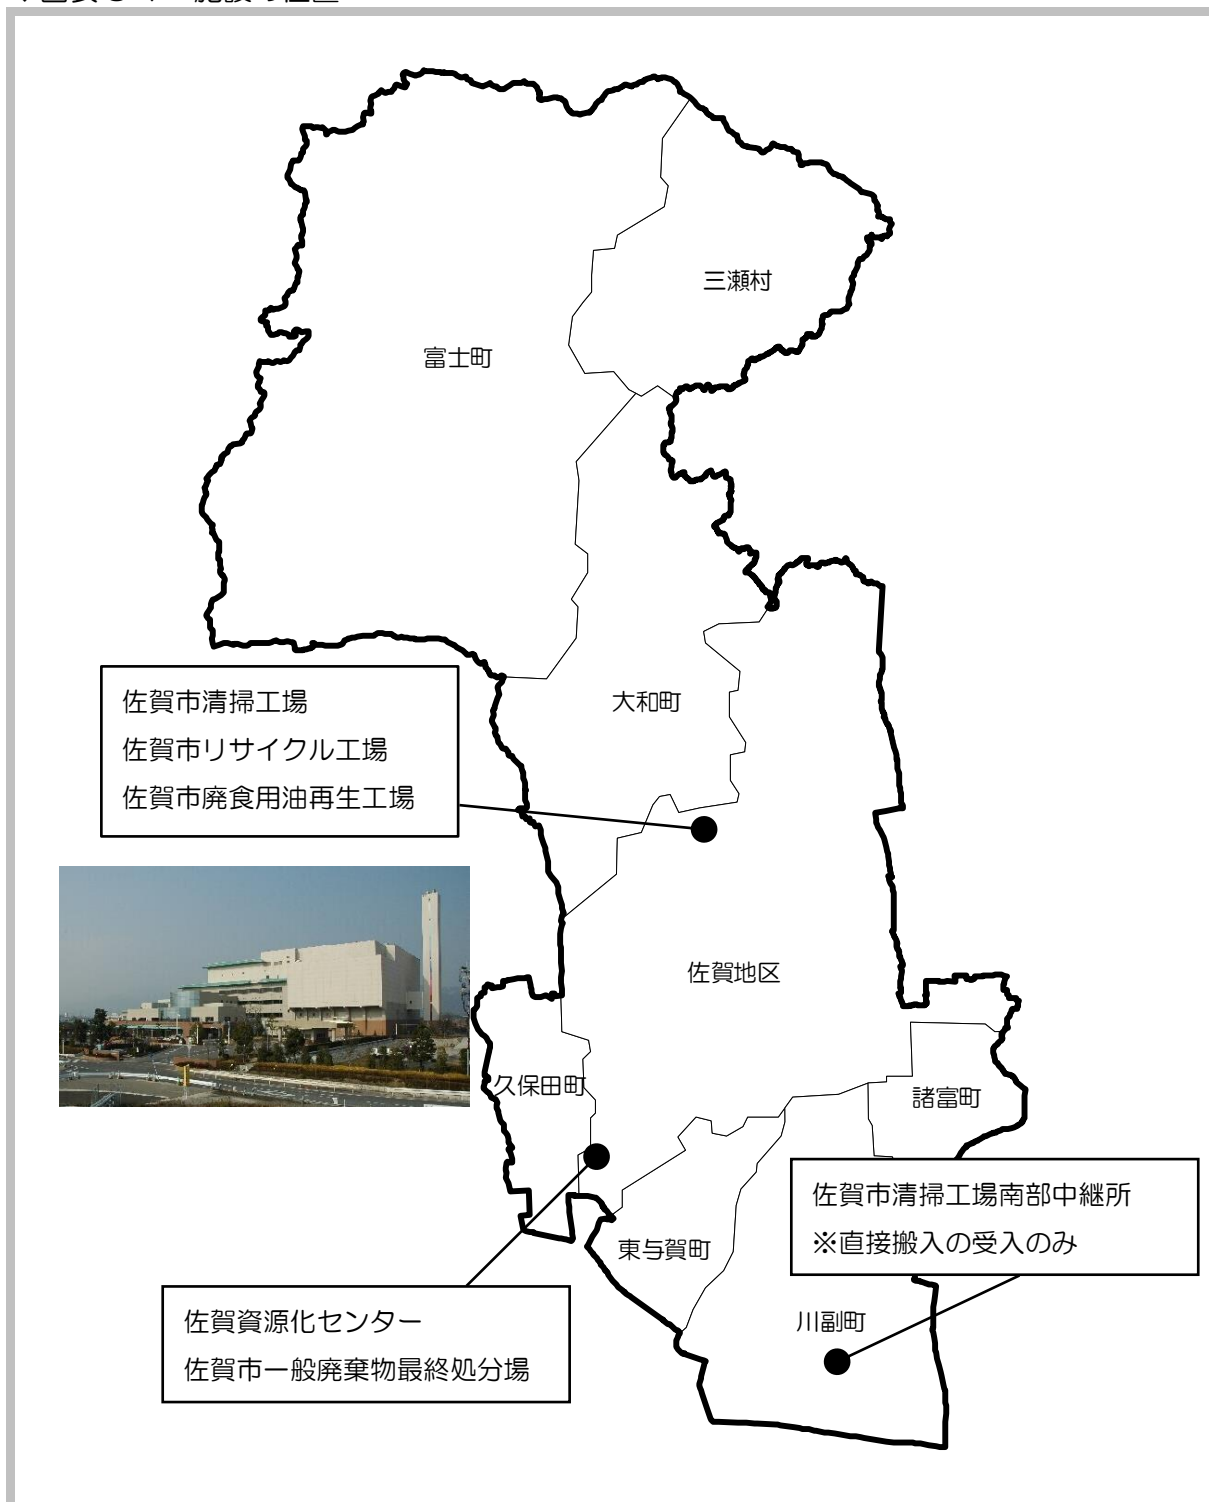 施設の位置
三瀬村
富士町
大和町
佐賀市清掃工場
佐賀市リサイクル工場
佐賀市廃食用油再生工場
佐賀地区
久保田町
諸富町
佐賀市清掃工場南部中継所
※直接搬入の受入のみ
東与賀町
川副町
佐賀資源化センター
佐賀市一般廃棄物最終処分場